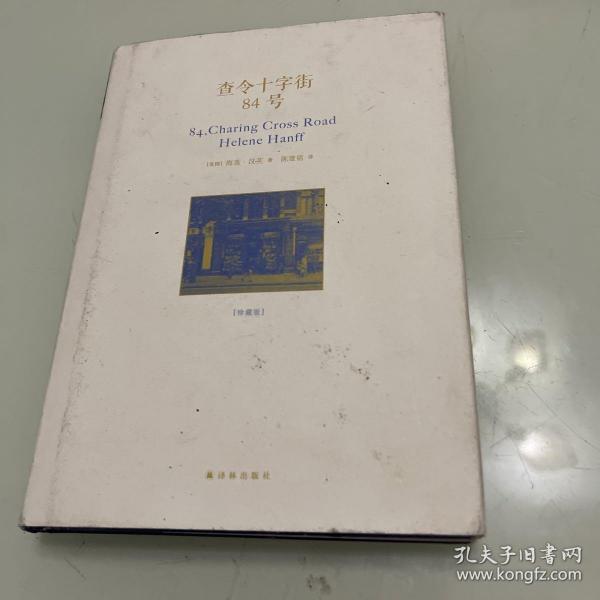 查令十字街
84号
84,Charing Cross Road
Helene Hanff
[美国] 海莲·汉芙 著 陈建铭 译
[珍藏版]
译林出版社
孔夫子旧书网
www.kongfz.com